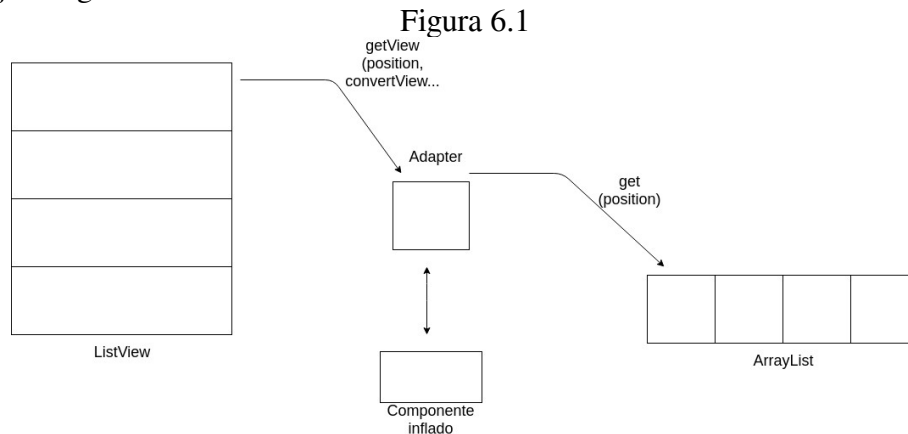 Figura 6.1
getView
(position,
convertView...
Adapter
get
(position)
ListView
ArrayList
Componente
inflado